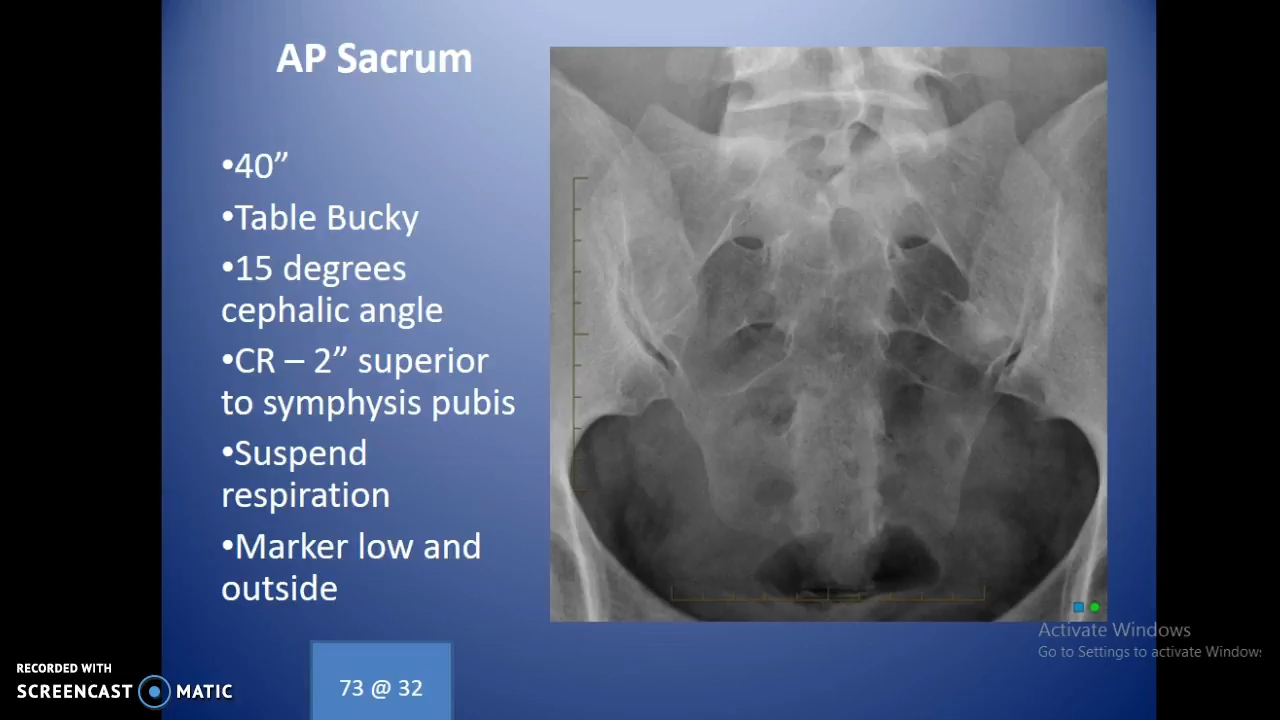 AP Sacrum
•40”
•Table Bucky
•15 degrees
cephalic angle
•CR – 2” superior
to symphysis pubis
•Suspend
respiration
•Marker low and
outside
73 @ 32
Activate Windows
Go to Settings to activate Windows
RECORDED WITH
SCREENCAST MATIC